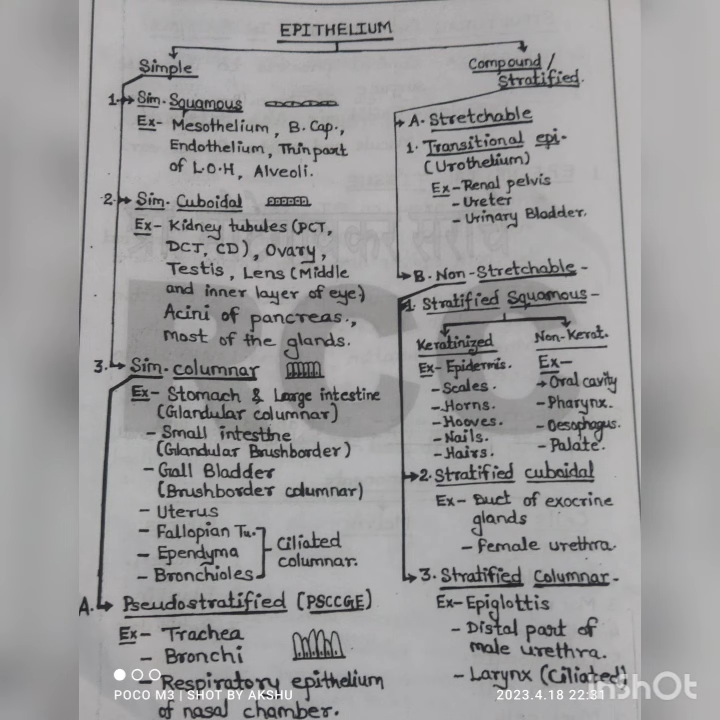 EPITHELIUM
Simple
1. Sim. Squamous
Ex- Mesothelium, B. Cap.,
Endothelium, Thin part
of L.O.H, Alveoli.
2. Sim. Cuboidal
Ex- Kidney tubules (PCT,
DCT, CD), Ovary,
Testis, Lens (Middle
and inner layer of eye)
Acini of pancreas.,
most of the glands.
3. Sim. columnar
Ex- Stomach & Large intestine
(Glandular columnar)
- Small intestine
(Glandular Brushborder)
- Gall Bladder
(Brushborder columnar)
- Uterus
- Fallopian Tu.
- Ependyma
- Bronchioles
Ciliated
columnar.
A. Pseudostratified (PSCCGE)
Ex- Trachea
- Bronchi
- Respiratory epithelium
of nasal chamber.
Compound/
Stratified.
A. Stretchable
1. Transitional epi-
(Urothelium)
Ex- Renal pelvis
- Ureter
- Urinary Bladder.
B. Non-Stretchable-
1. Stratified Squamous-
Keratinized
Ex- Epidermis.
- Scales.
- Horns.
- Hooves.
- Nails.
- Hairs.
Non-Kerat.
Ex-
Oral cavity
- Pharynx.
- Oesophagus.
- Palate.
2. Stratified cuboidal
Ex- Duct of exocrine
glands
- female urethra.
3. Stratified Columnar-
Ex- Epiglottis
- Distal part of
male urethra.
- Larynx (Ciliated)
PCC
POCO M3 | SHOT BY AKSHU
2023.4.18 22:31
InShOt